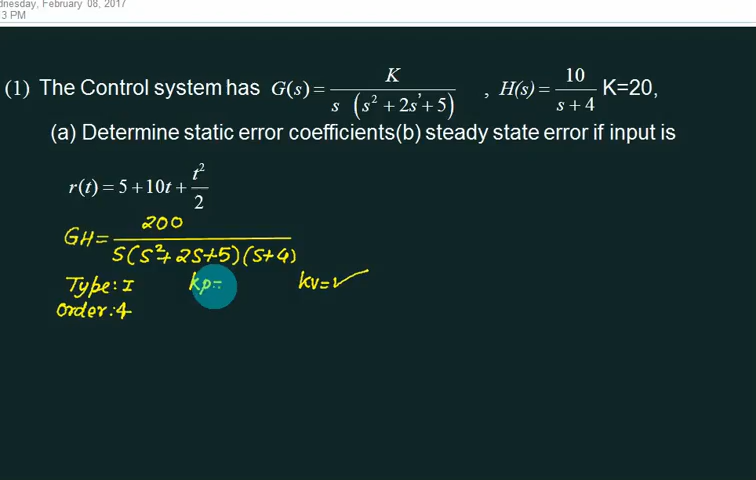 dnesday, February 08, 2017
3 PM
(1) The Control system has G(s) = K / s (s² + 2s + 5) , H(s) = 10 / s + 4 K=20,
(a) Determine static error coefficients(b) steady state error if input is
r(t) = 5 + 10t + t² / 2
GH = 200 / S(S² + 2S + 5)(S + 4)
Type: I kp= kv=✓
Order: 4